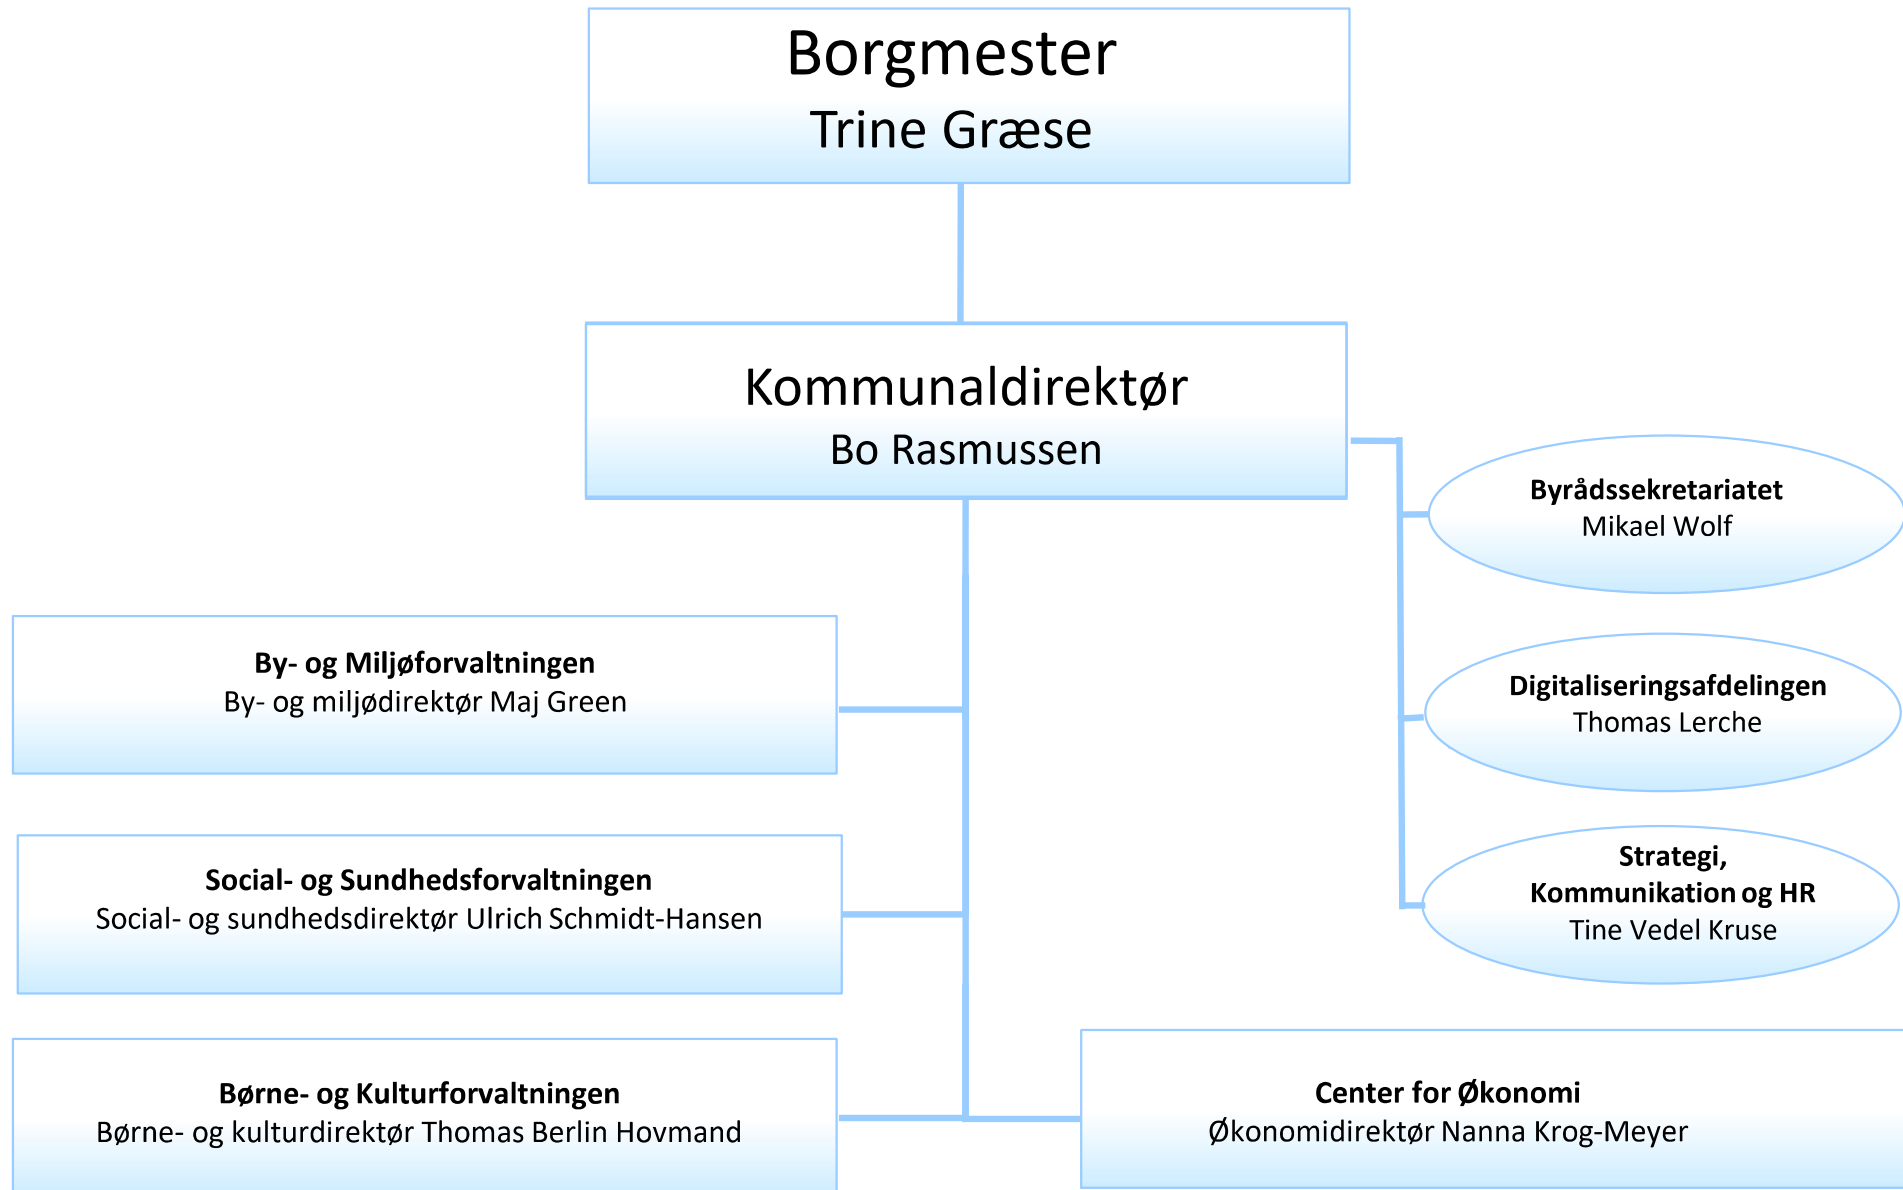 Borgmester
Trine Græse
Kommunaldirektør
Bo Rasmussen
Byrådssekretariatet
Mikael Wolf
By- og Miljøforvaltningen
By- og miljødirektør Maj Green
Digitaliseringsafdelingen
Thomas Lerche
Social- og Sundhedsforvaltningen
Social- og sundhedsdirektør Ulrich Schmidt-Hansen
Strategi,
Kommunikation og HR
Tine Vedel Kruse
Børne- og Kulturforvaltningen
Børne- og kulturdirektør Thomas Berlin Hovmand
Center for Økonomi
Økonomidirektør Nanna Krog-Meyer